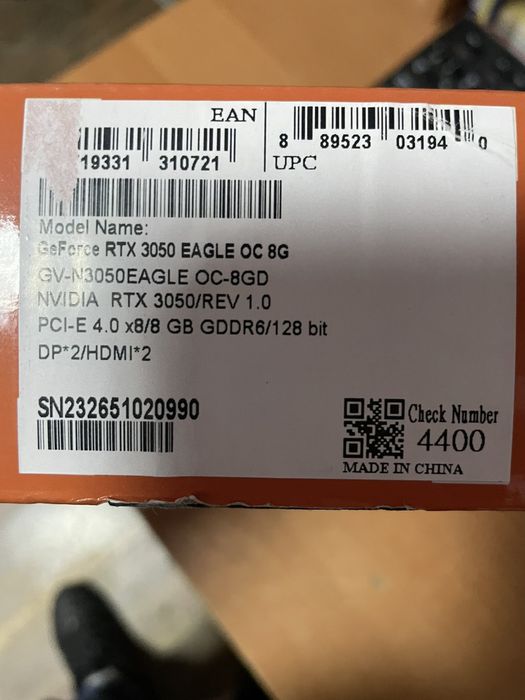 EAN
19331 310721
8 89523 03194 0
UPC
Model Name:
GeForce RTX 3050 EAGLE OC 8G
GV-N3050EAGLE OC-8GD
NVIDIA RTX 3050/REV 1.0
PCI-E 4.0 x8/8 GB GDDR6/128 bit
DP*2/HDMI*2
SN232651020990
Check Number
4400
MADE IN CHINA